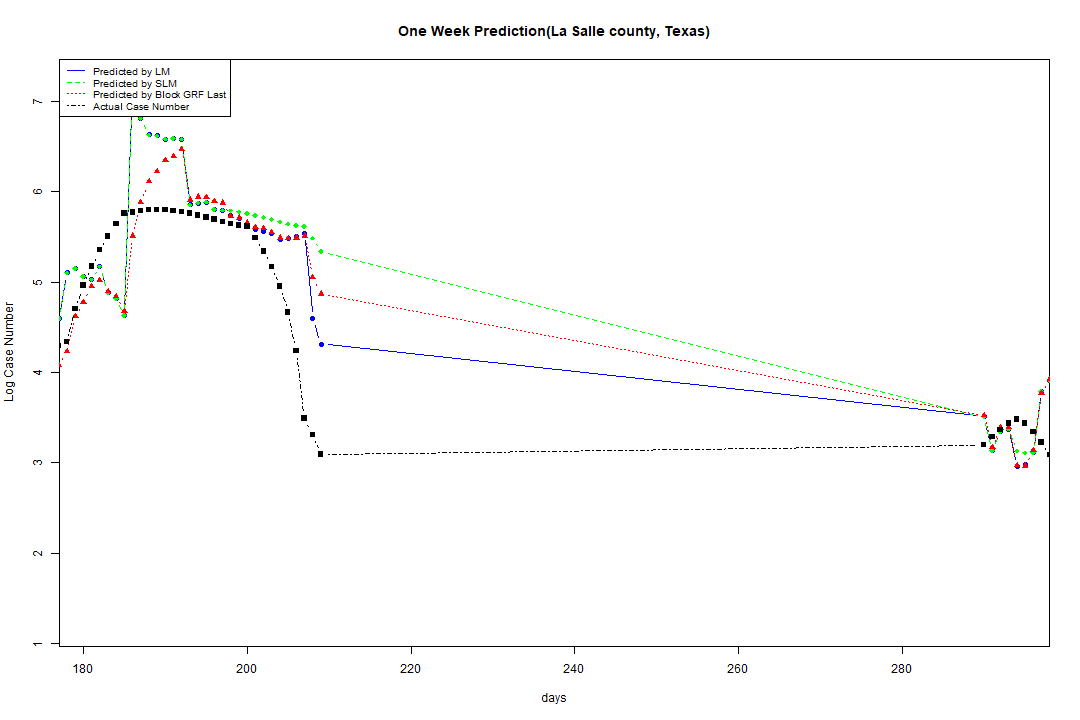 One Week Prediction(La Salle county, Texas)
Predicted by LM
Predicted by SLM
Predicted by Block GRF Last
Actual Case Number
7
6
5
4
3
2
1
Log Case Number
180 200 220 240 260 280
days